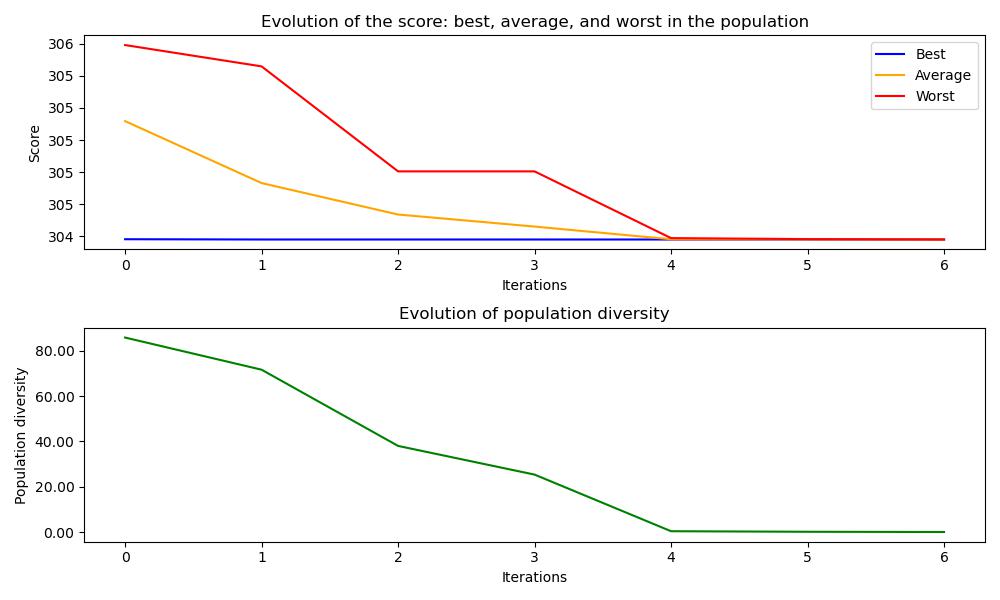 Evolution of the score: best, average, and worst in the population
306
305
305
305
305
305
304
Score
Best
Average
Worst
0 1 2 3 4 5 6
Iterations
Evolution of population diversity
80.00
60.00
40.00
20.00
0.00
Population diversity
0 1 2 3 4 5 6
Iterations